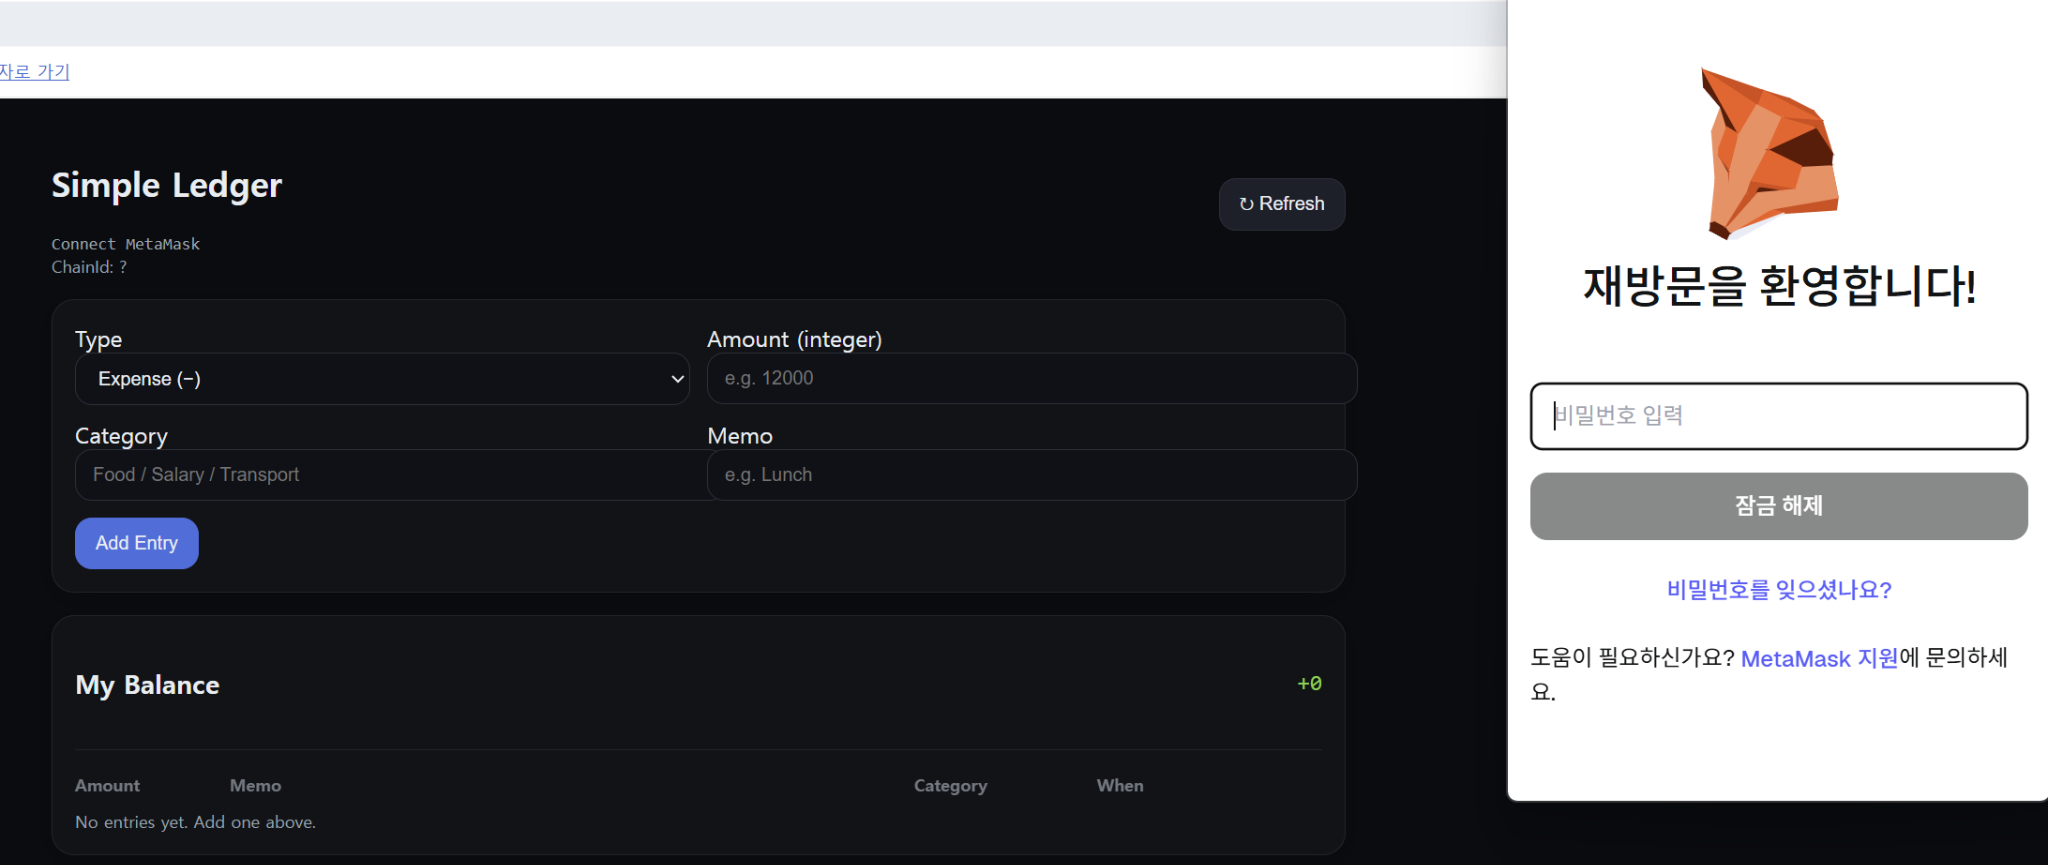 자로 가기
Simple Ledger
↻ Refresh
Connect MetaMask
ChainId: ?
Type
Amount (integer)
Expense (−)
e.g. 12000
Category
Memo
Food / Salary / Transport
e.g. Lunch
Add Entry
My Balance
+0
Amount Memo Category When
No entries yet. Add one above.
재방문을 환영합니다!
비밀번호 입력
잠금 해제
비밀번호를 잊으셨나요?
도움이 필요하신가요? MetaMask 지원에 문의하세
요.